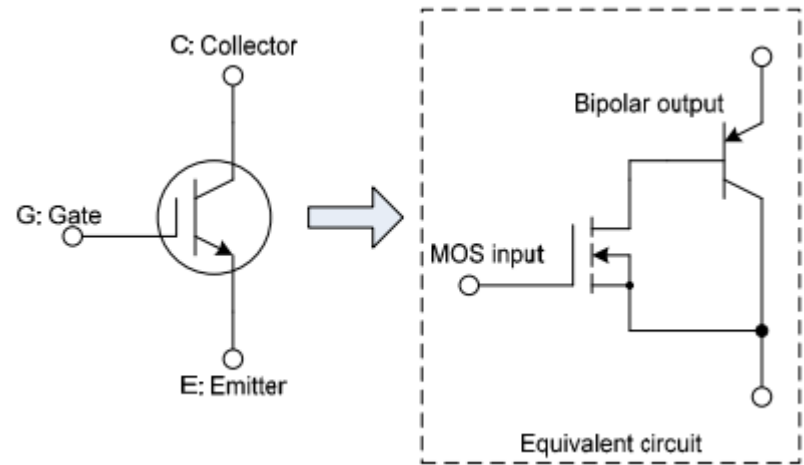 C: Collector
G: Gate
E: Emitter
Bipolar output
MOS input
Equivalent circuit